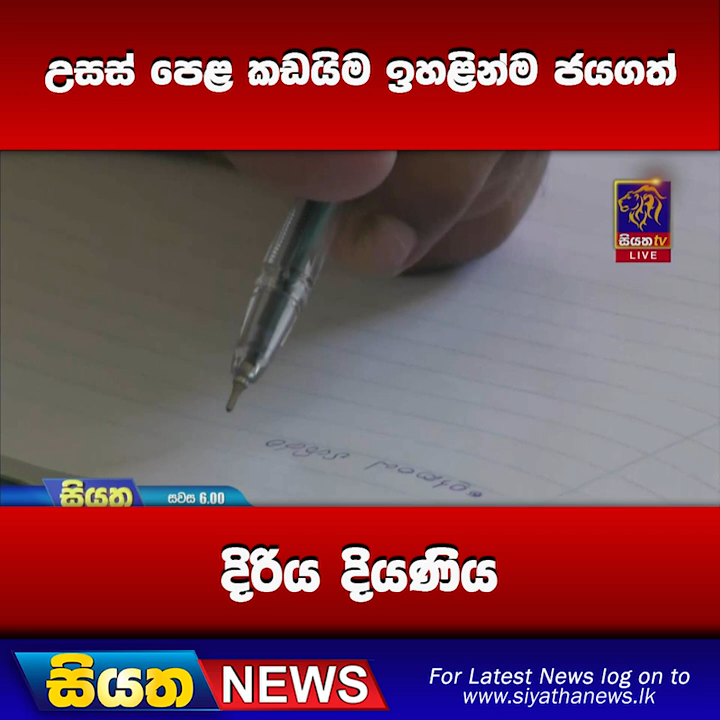 උසස් පෙළ කඩයිම ඉහළින්ම ජයගත්
සියත tv
LIVE
සියත සවස 6.00
දිරිය දියණිය
සියත NEWS
For Latest News log on to
www.siyathanews.lk